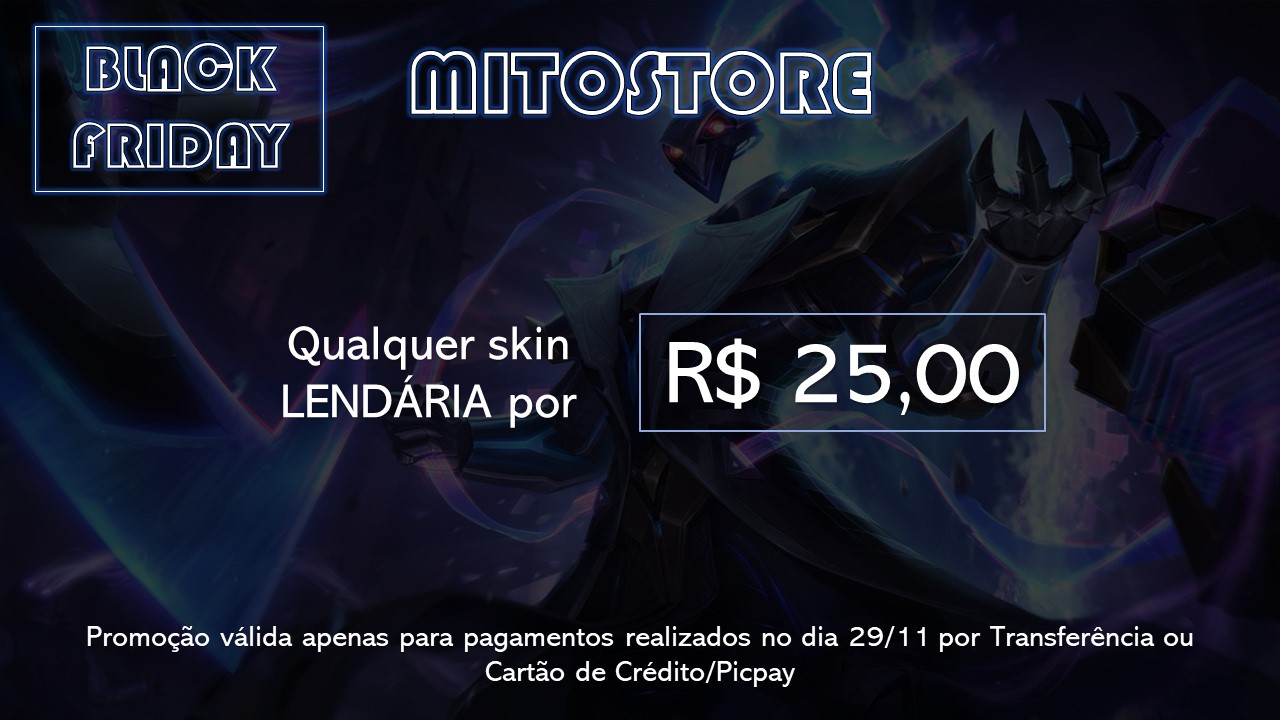 BLACK
FRIDAY
MITOSTORE
Qualquer skin
LENDÁRIA por
R$ 25,00
Promoção válida apenas para pagamentos realizados no dia 29/11 por Transferência ou
Cartão de Crédito/Picpay